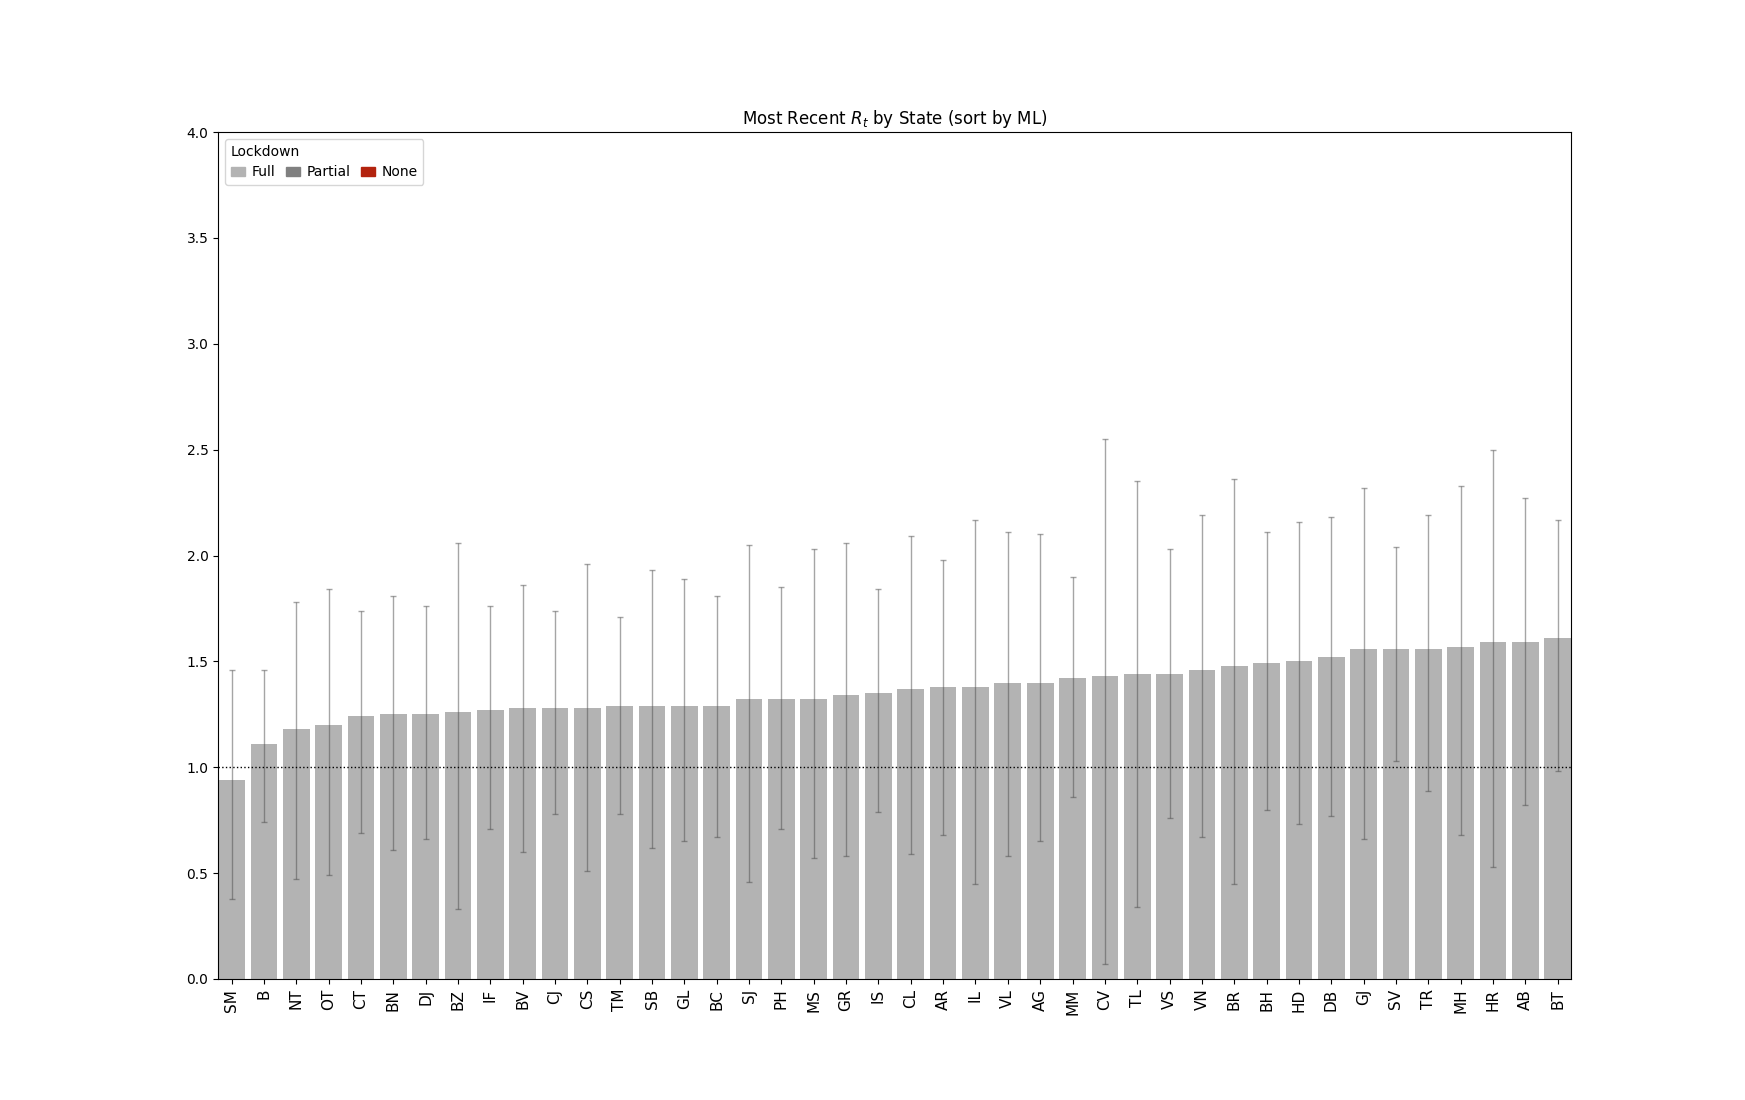 Most Recent Rt by State (sort by ML)
Lockdown
Full Partial None
4.0
3.5
3.0
2.5
2.0
1.5
1.0
0.5
0.0
SM B NT OT CT BN DJ BZ IF BV CJ CS TM SB GL BC SJ PH MS GR IS CL AR IL VL AG MM CV TL VS VN BR BH HD DB GJ SV TR MH HR AB BT